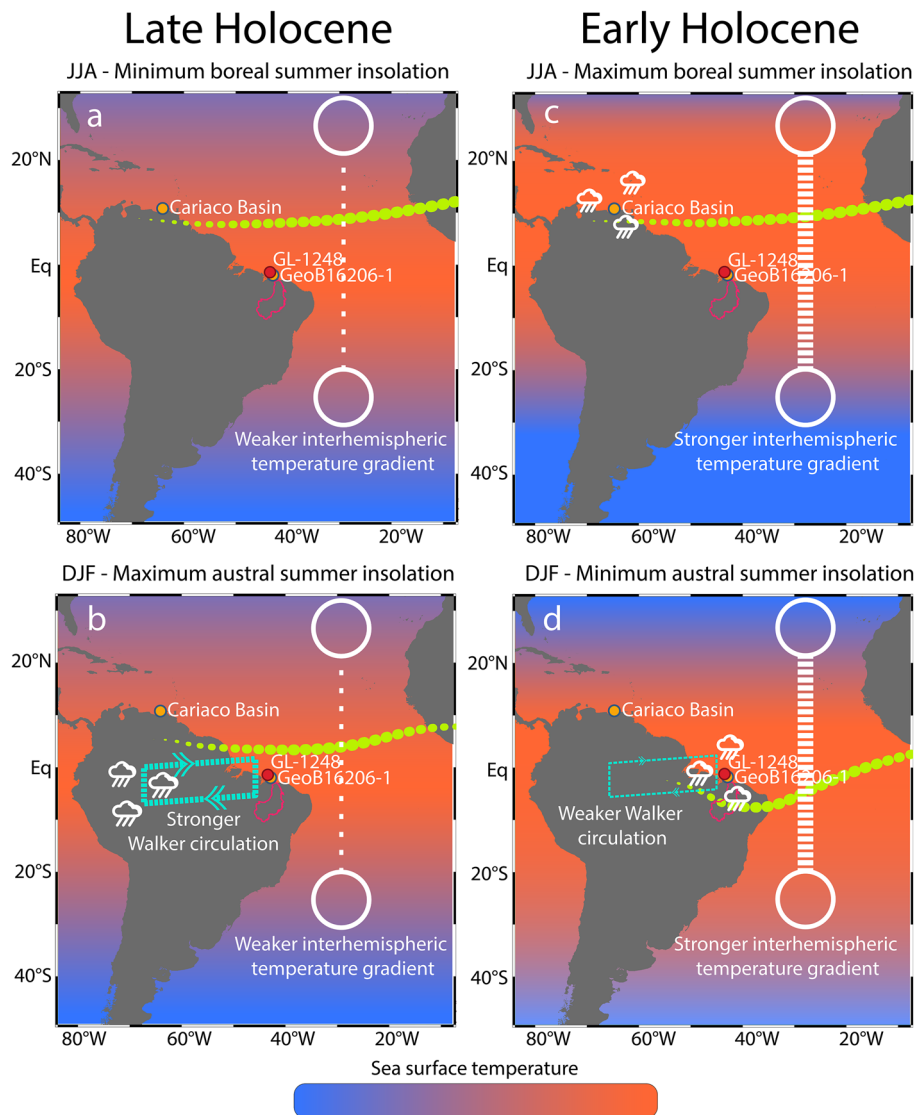 Late Holocene
Early Holocene
JJA - Minimum boreal summer insolation
JJA - Maximum boreal summer insolation
a
20°N
Cariaco Basin
Eq
GL-1248
GeoB16206-1
20°S
Weaker interhemispheric
temperature gradient
40°S
80°W 60°W 40°W 20°W
c
20°N
Cariaco Basin
Eq
GL-1248
GeoB16206-1
20°S
Stronger interhemispheric
temperature gradient
40°S
80°W 60°W 40°W 20°W
DJF - Maximum austral summer insolation
DJF - Minimum austral summer insolation
b
20°N
Cariaco Basin
Eq
GL-1248
GeoB16206-1
Stronger
Walker circulation
20°S
Weaker interhemispheric
temperature gradient
40°S
80°W 60°W 40°W 20°W
d
20°N
Cariaco Basin
Eq
GL-1248
GeoB16206-1
Weaker Walker
circulation
20°S
Stronger interhemispheric
temperature gradient
40°S
80°W 60°W 40°W 20°W
Sea surface temperature